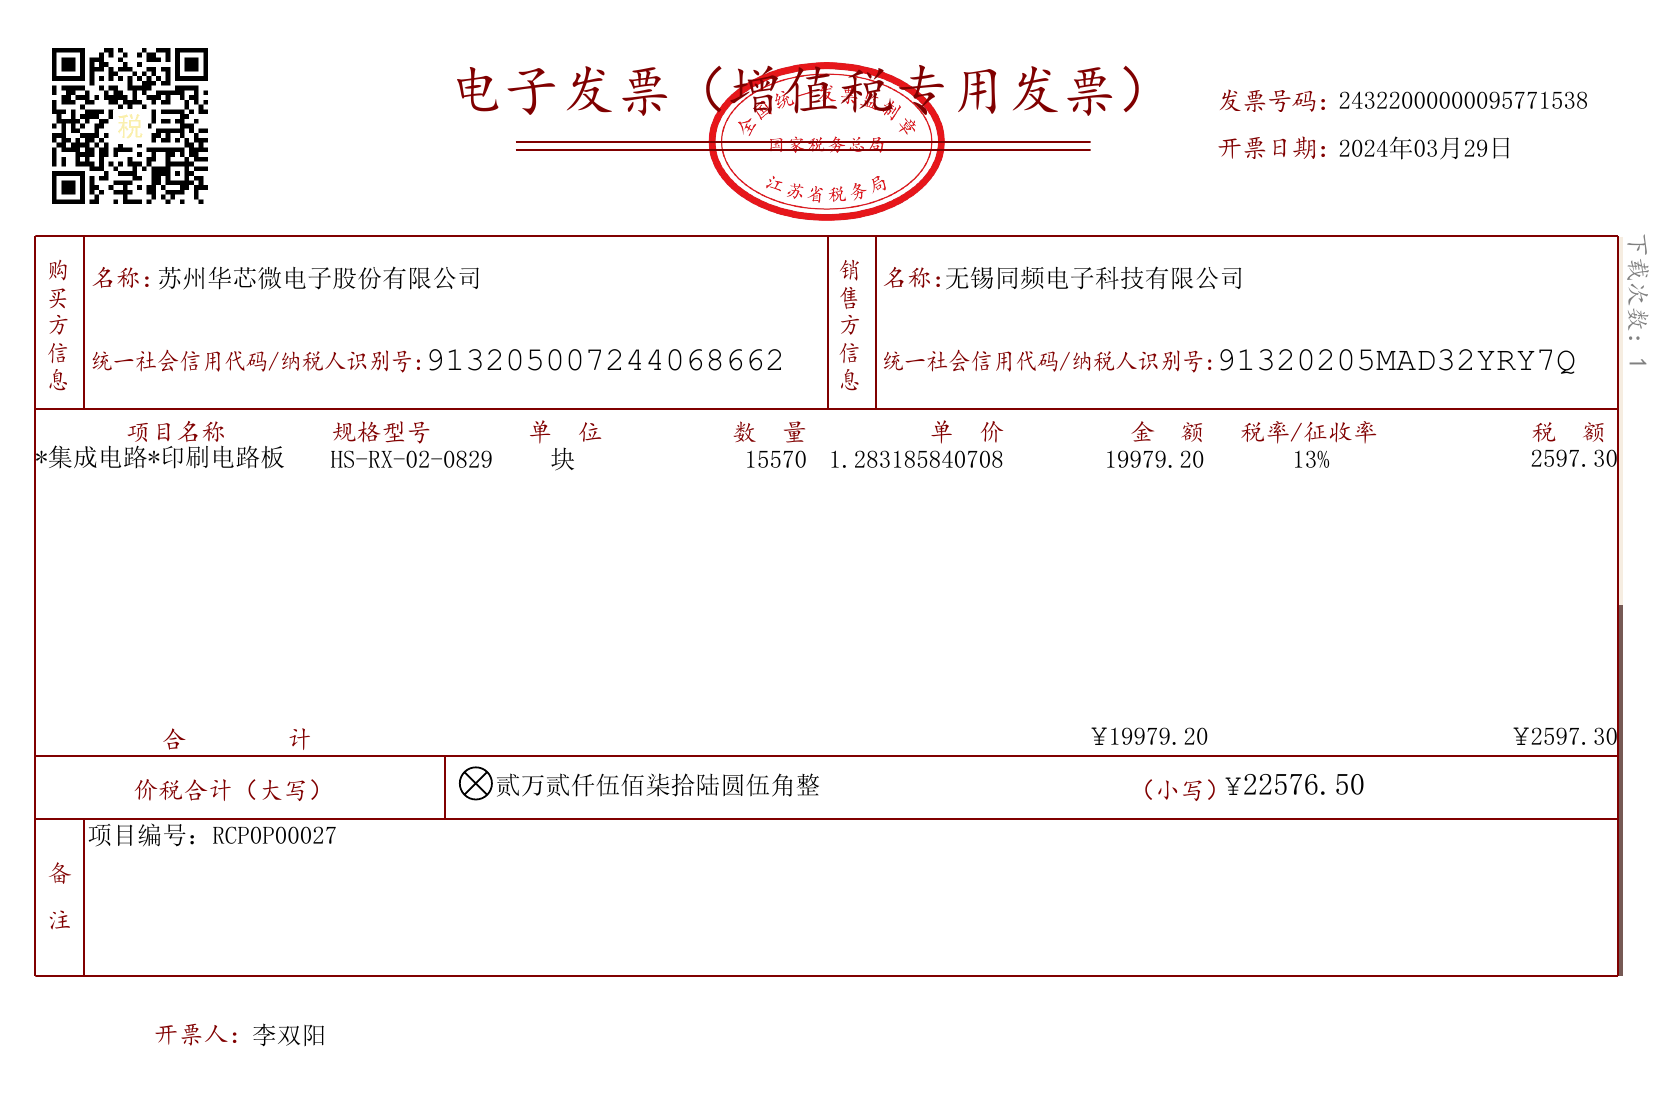 电子发票（增值税专用发票）
全国统一发票监制章
国家税务总局
江苏省税务局
税
发票号码：24322000000095771538
开票日期：2024年03月29日
下载次数：1
购买方信息
名称：苏州华芯微电子股份有限公司
统一社会信用代码/纳税人识别号：913205007244068662
销售方信息
名称：无锡同频电子科技有限公司
统一社会信用代码/纳税人识别号：91320205MAD32YRY7Q
项目名称 规格型号 单位 数量 单价 金额 税率/征收率 税额
*集成电路*印刷电路板 HS-RX-02-0829 块 15570 1.283185840708 19979.20 13% 2597.30
合计 ¥19979.20 ¥2597.30
价税合计（大写） ⊗贰万贰仟伍佰柒拾陆圆伍角整 （小写）¥22576.50
备注
项目编号：RCP0P00027
开票人：李双阳